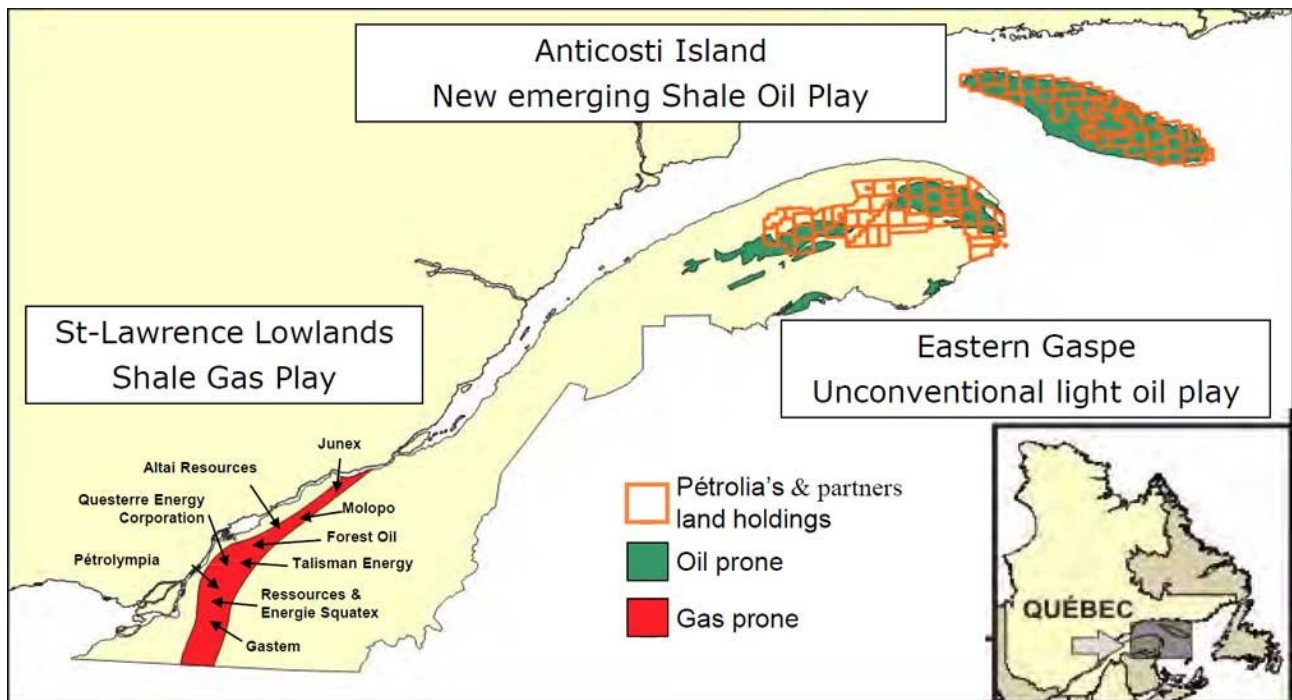 Anticosti Island
New emerging Shale Oil Play
St-Lawrence Lowlands
Shale Gas Play
Eastern Gaspe
Unconventional light oil play
Junex
Altai Resources
Questerre Energy
Corporation
Molopo
Forest Oil
Pétrolympia
Talisman Energy
Ressources &
Energie Squatex
Gastem
Pétrolia's & partners
land holdings
Oil prone
Gas prone
QUÉBEC